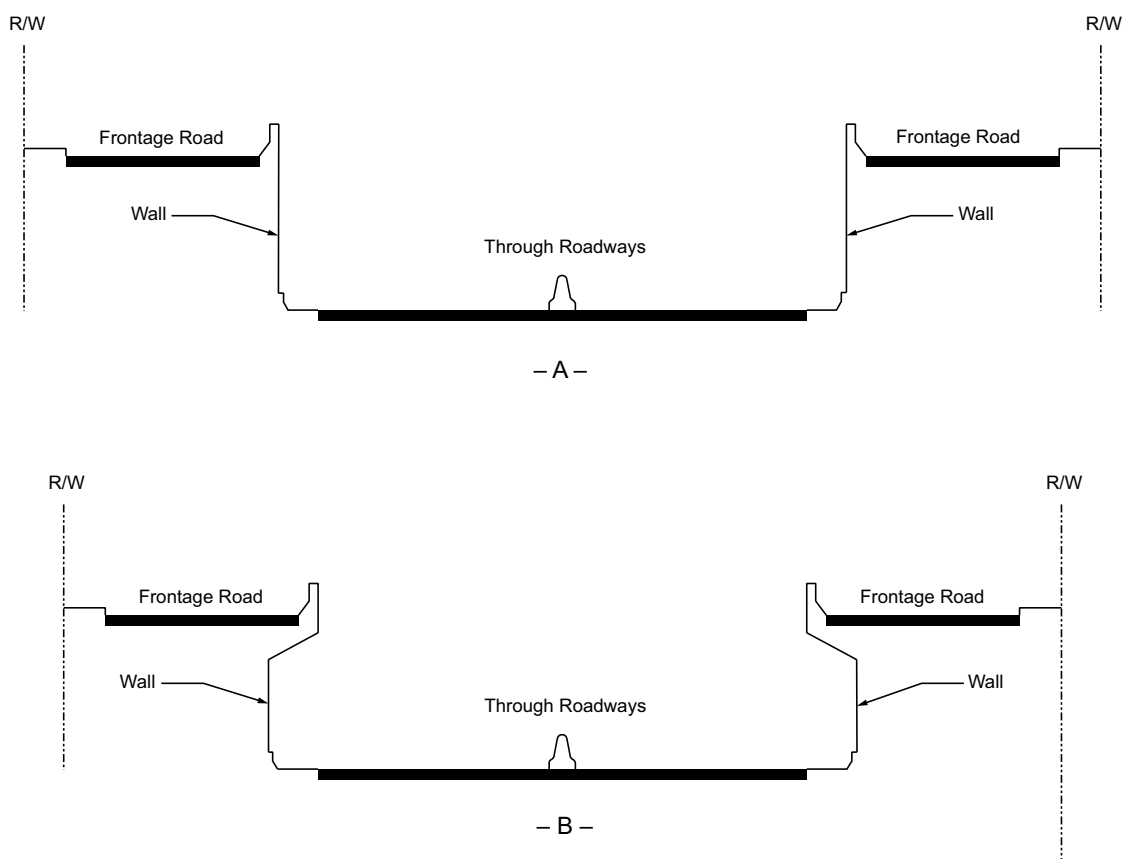 R/W
R/W
Frontage Road
Frontage Road
Wall
Wall
Through Roadways
– A –
R/W
R/W
Frontage Road
Frontage Road
Wall
Wall
Through Roadways
– B –